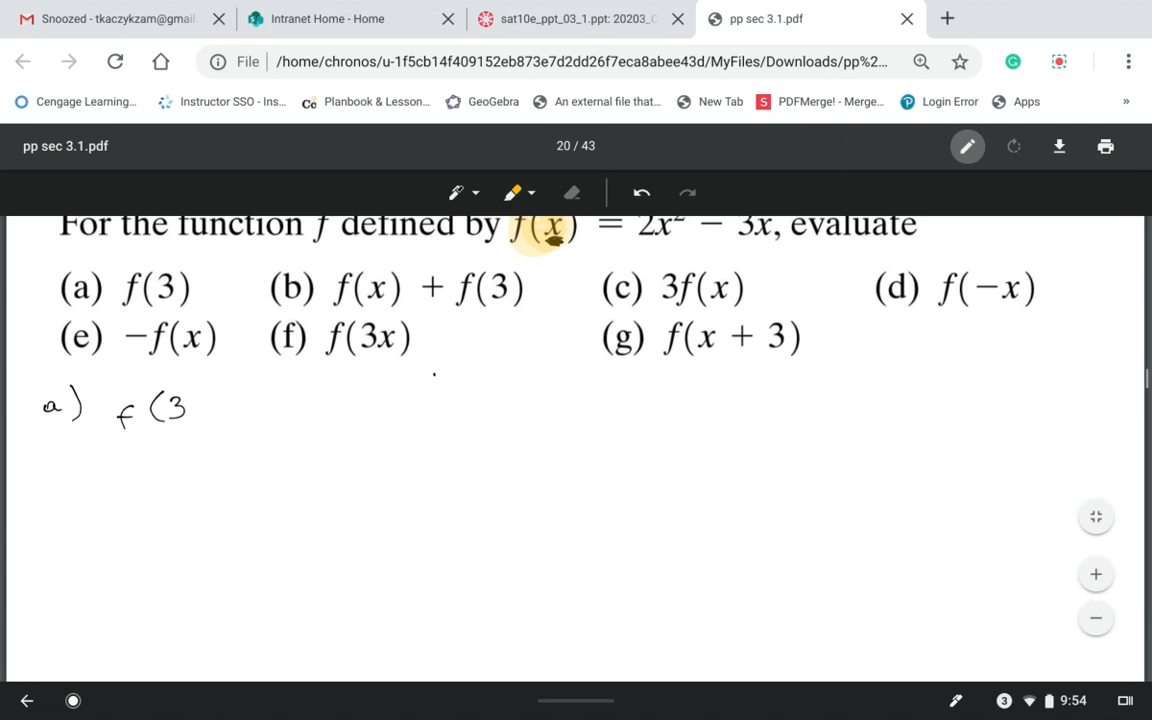 Snoozed - tkaczykzam@gmail.
Intranet Home - Home
sat10e_ppt_03_1.ppt: 20203_C
pp sec 3.1.pdf
File | /home/chronos/u-1f5cb14f409152eb873e7d2dd26f7eca8abee43d/MyFiles/Downloads/pp%2...
Cengage Learning... Instructor SSO - Ins... Cc Planbook & Lesson... GeoGebra An external file that... New Tab S PDFMerge! - Merge... Login Error Apps »
pp sec 3.1.pdf 20 / 43
For the function f defined by f(x) = 2x² − 3x, evaluate
(a) f(3) (b) f(x) + f(3) (c) 3f(x) (d) f(−x)
(e) −f(x) (f) f(3x) (g) f(x + 3)
a) f (3
3 9:54